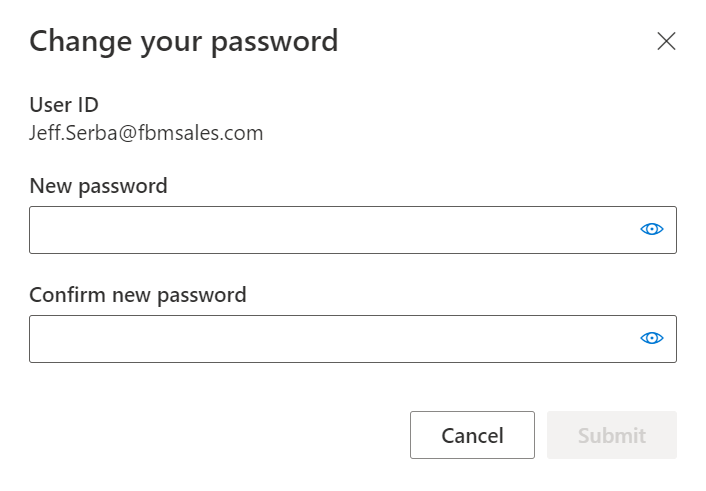 Change your password
User ID
Jeff.Serba@fbmsales.com
New password
Confirm new password
Cancel
Submit